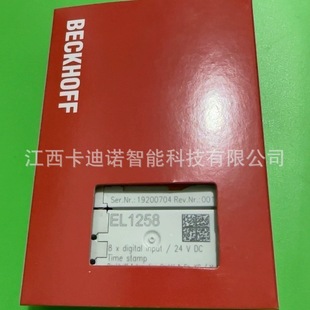 BECKHOFF
江西卡迪诺智能科技有限公司
Ser.Nr.: 19200704 Rev.Nr.: 00
EL1258
8 x digital input / 24 V DC
Time stamp